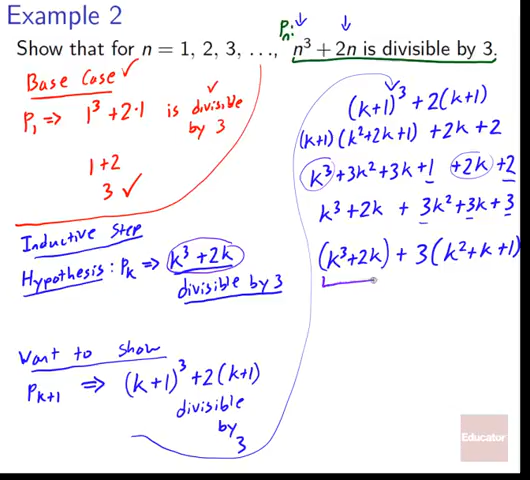 Example 2
Pn:
Show that for n = 1, 2, 3, ..., n³ + 2n is divisible by 3.
Base Case ✓
P₁ => 1³ + 2·1 is divisible by 3 ✓
1+2
3 ✓
Inductive Step
Hypothesis: Pₖ => k³ + 2k
divisible by 3
Want to show
Pₖ₊₁ => (k+1)³ + 2(k+1)
divisible
by
3
(k+1)³ + 2(k+1)
(k+1)(k²+2k+1) + 2k + 2
k³ + 3k² + 3k + 1 + 2k + 2
k³ + 2k + 3k² + 3k + 3
(k³+2k) + 3(k² + k + 1)
Educator